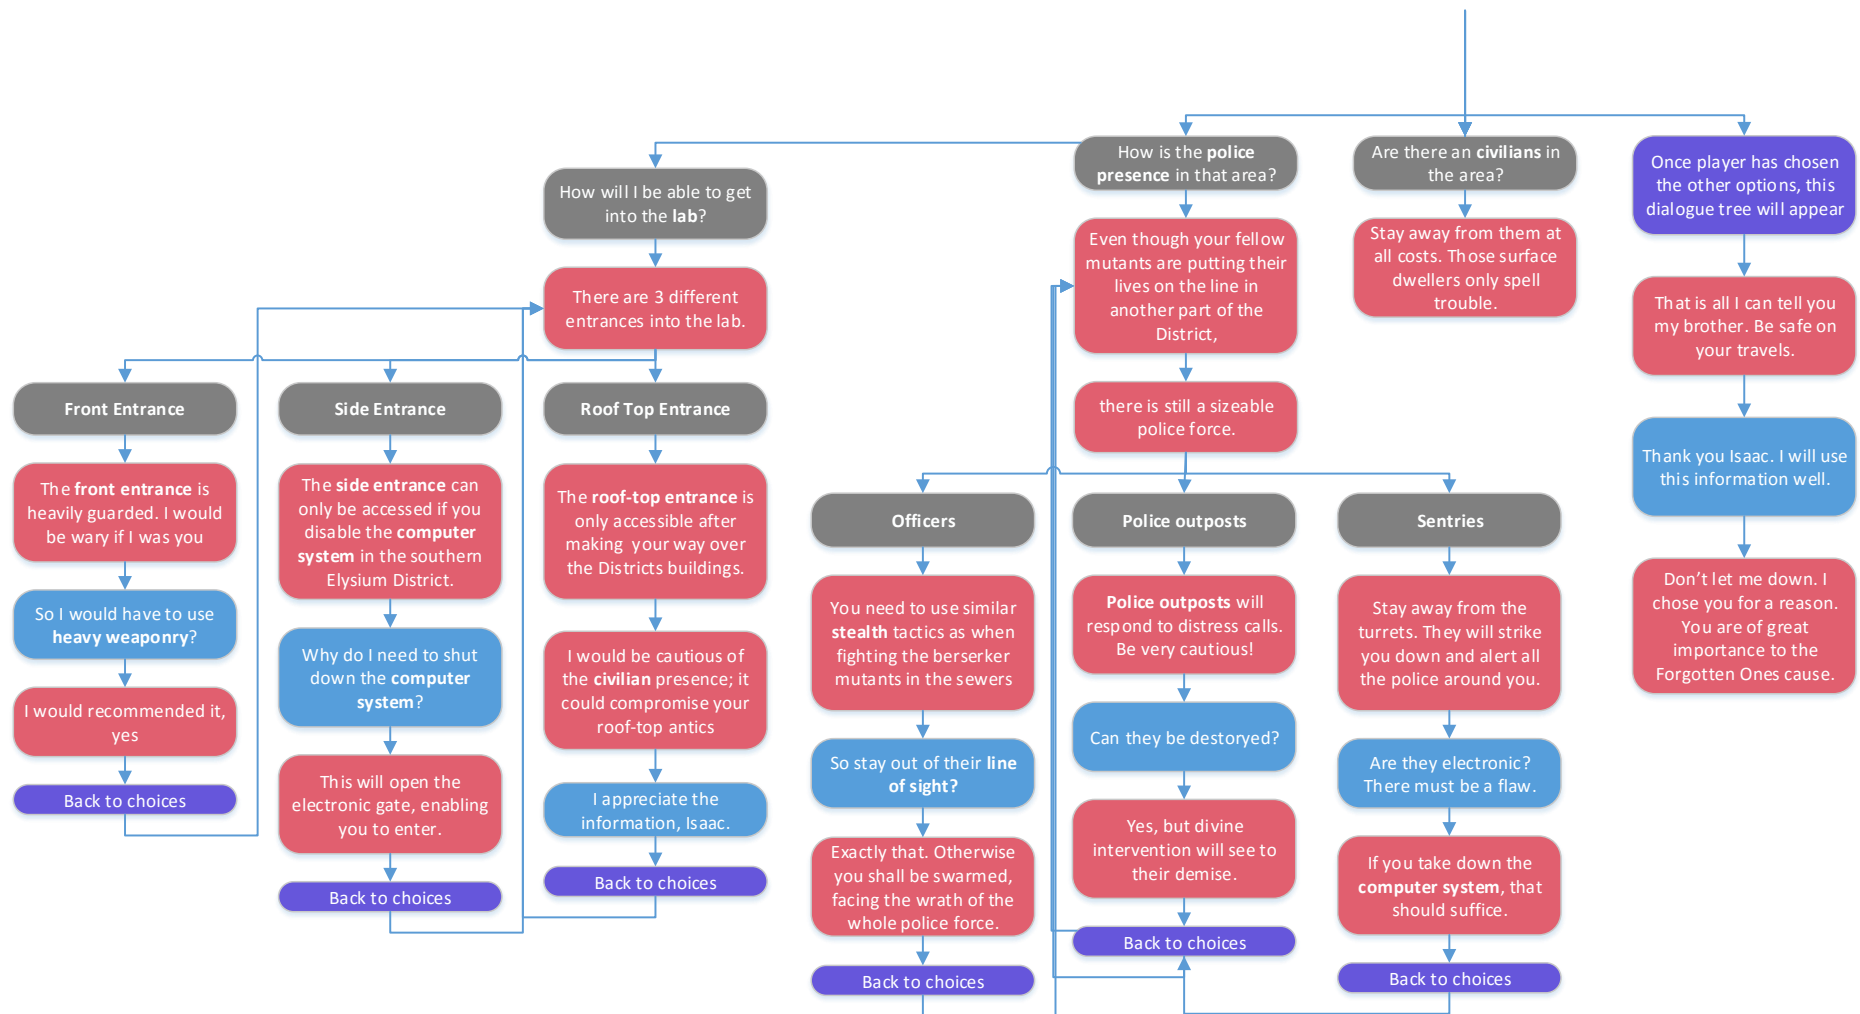 How will I be able to get
into the lab?
There are 3 different
entrances into the lab.
Front Entrance
The front entrance is
heavily guarded. I would
be wary if I was you
So I would have to use
heavy weaponry?
I would recommended it,
yes
Back to choices
Side Entrance
The side entrance can
only be accessed if you
disable the computer
system in the southern
Elysium District.
Why do I need to shut
down the computer
system?
This will open the
electronic gate, enabling
you to enter.
Back to choices
Roof Top Entrance
The roof-top entrance is
only accessible after
making your way over
the Districts buildings.
I would be cautious of
the civilian presence; it
could compromise your
roof-top antics
I appreciate the
information, Isaac.
Back to choices
How is the police
presence in that area?
Even though your fellow
mutants are putting their
lives on the line in
another part of the
District,
there is still a sizeable
police force.
Officers
You need to use similar
stealth tactics as when
fighting the berserker
mutants in the sewers
So stay out of their line
of sight?
Exactly that. Otherwise
you shall be swarmed,
facing the wrath of the
whole police force.
Back to choices
Police outposts
Police outposts will
respond to distress calls.
Be very cautious!
Can they be destoryed?
Yes, but divine
intervention will see to
their demise.
Back to choices
Sentries
Stay away from the
turrets. They will strike
you down and alert all
the police around you.
Are they electronic?
There must be a flaw.
If you take down the
computer system, that
should suffice.
Back to choices
Are there an civilians in
the area?
Stay away from them at
all costs. Those surface
dwellers only spell
trouble.
Once player has chosen
the other options, this
dialogue tree will appear
That is all I can tell you
my brother. Be safe on
your travels.
Thank you Isaac. I will use
this information well.
Don’t let me down. I
chose you for a reason.
You are of great
importance to the
Forgotten Ones cause.